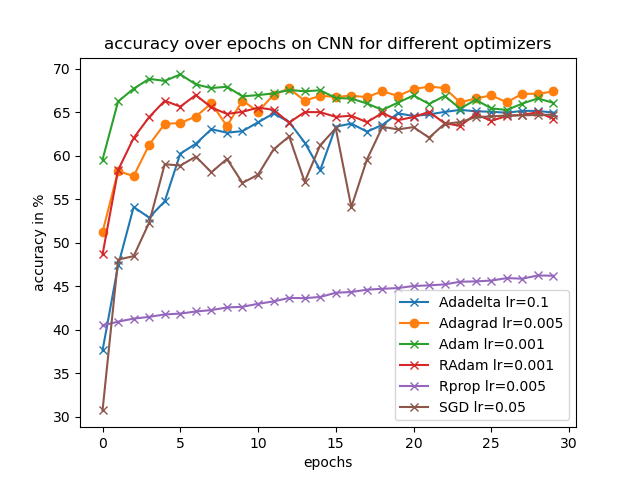 accuracy over epochs on CNN for different optimizers
70
65
60
55
50
45
40
35
30
accuracy in %
Adadelta lr=0.1
Adagrad lr=0.005
Adam lr=0.001
RAdam lr=0.001
Rprop lr=0.005
SGD lr=0.05
0 5 10 15 20 25 30
epochs